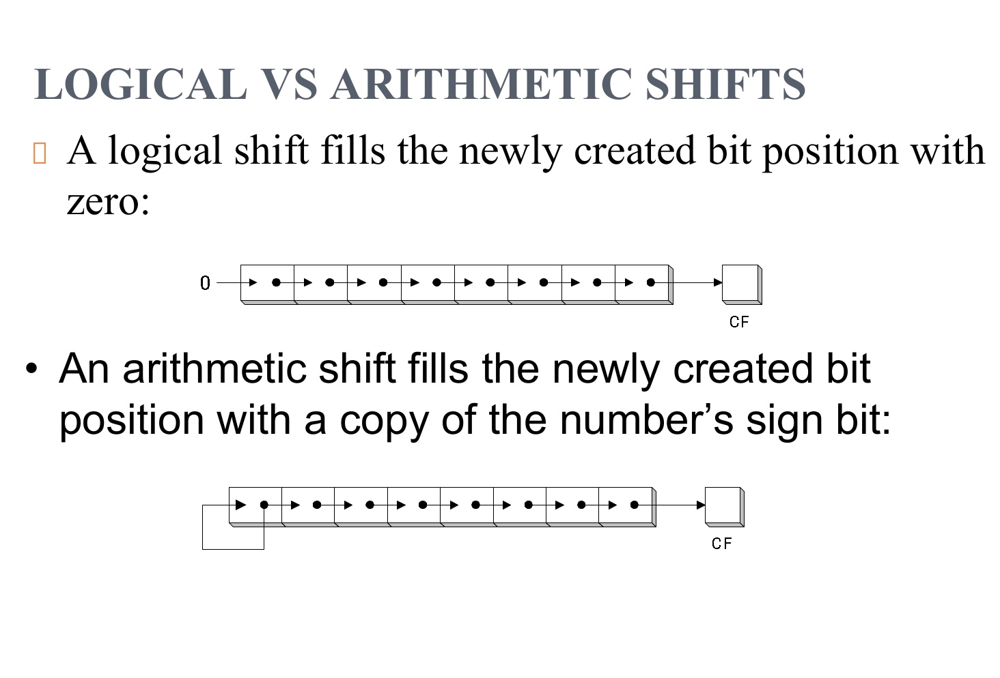 LOGICAL VS ARITHMETIC SHIFTS
A logical shift fills the newly created bit position with
zero:
0
CF
• An arithmetic shift fills the newly created bit
position with a copy of the number’s sign bit:
CF